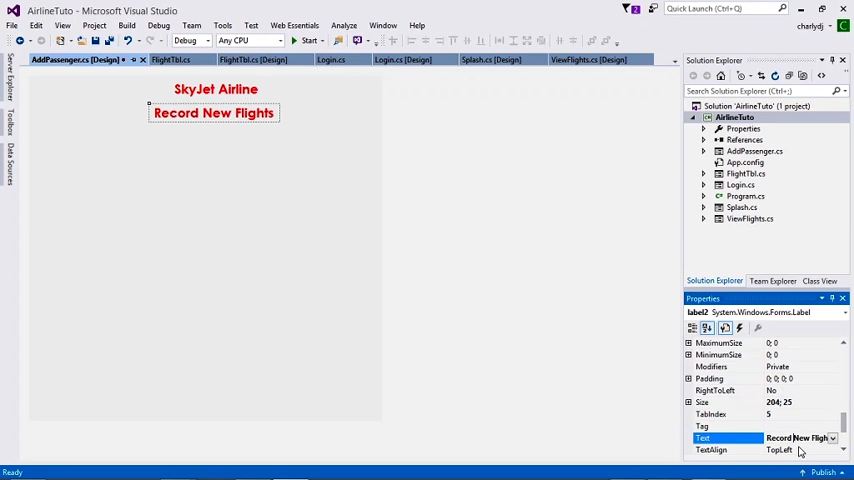 AirlineTuto - Microsoft Visual Studio
2
Quick Launch (Ctrl+Q)
File Edit View Project Build Debug Team Tools Test Web Essentials Analyze Window Help
charlydj
Debug Any CPU Start
AddPassenger.cs [Design]* FlightTbl.cs FlightTbl.cs [Design] Login.cs Login.cs [Design] Splash.cs [Design] ViewFlights.cs [Design]
Server Explorer
Toolbox
Data Sources
SkyJet Airline
Record New Flights
Solution Explorer
Search Solution Explorer (Ctrl+;)
Solution 'AirlineTuto' (1 project)
AirlineTuto
Properties
References
AddPassenger.cs
App.config
FlightTbl.cs
Login.cs
Program.cs
Splash.cs
ViewFlights.cs
Solution Explorer Team Explorer Class View
Properties
label2 System.Windows.Forms.Label
MaximumSize 0; 0
MinimumSize 0; 0
Modifiers Private
Padding 0; 0; 0; 0
RightToLeft No
Size 204; 25
TabIndex 5
Tag
Text Record New Fligh
TextAlign TopLeft
Ready
Publish